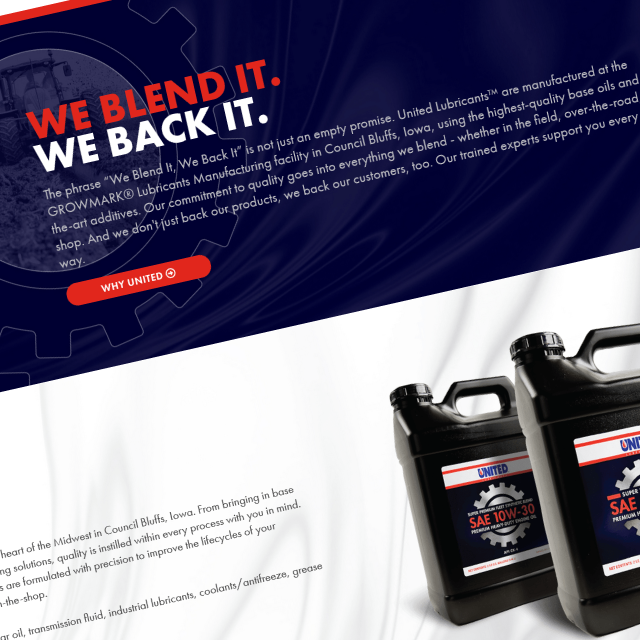 WE BLEND IT.
WE BACK IT.
The phrase "We Blend It, We Back It" is not just an empty promise. United Lubricants™ are manufactured at the
GROWMARK® Lubricants Manufacturing facility in Council Bluffs, Iowa, using the highest-quality base oils and
the-art additives. Our commitment to quality goes into everything we blend - whether in the field, over-the-road
shop. And we don't just back our products, we back our customers, too. Our trained experts support you every
way.
WHY UNITED
heart of the Midwest in Council Bluffs, Iowa. From bringing in base
ng solutions, quality is instilled within every process with you in mind.
s are formulated with precision to improve the lifecycles of your
-the-shop.
ar oil, transmission fluid, industrial lubricants, coolants/antifreeze, grease
UNITED
SAE 10W-30
PREMIUM HEAVY DUTY ENGINE OIL
UNITED
SUPER
SAE
PREMIUM